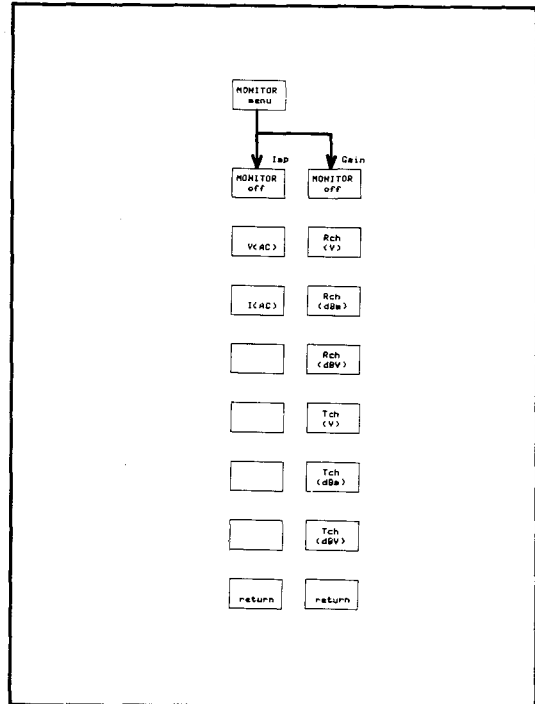 MONITOR
menu
Imp
Gain
MONITOR
off
MONITOR
off
V(AC)
Rch
(V)
I(AC)
Rch
(dBm)
Rch
(dBV)
Tch
(V)
Tch
(dBm)
Tch
(dBV)
return
return